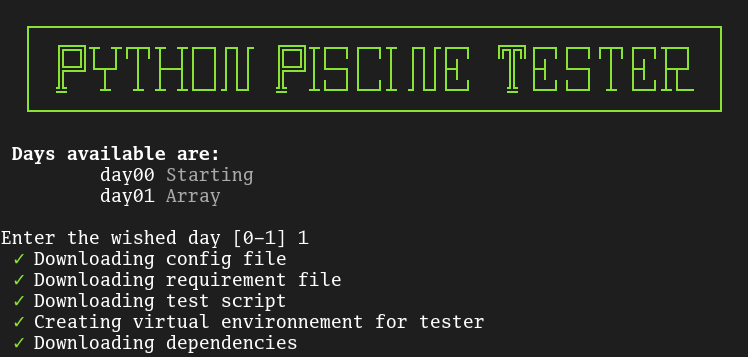 PYTHON PISCINE TESTER
Days available are:
day00 Starting
day01 Array
Enter the wished day [0-1] 1
✓ Downloading config file
✓ Downloading requirement file
✓ Downloading test script
✓ Creating virtual environnement for tester
✓ Downloading dependencies